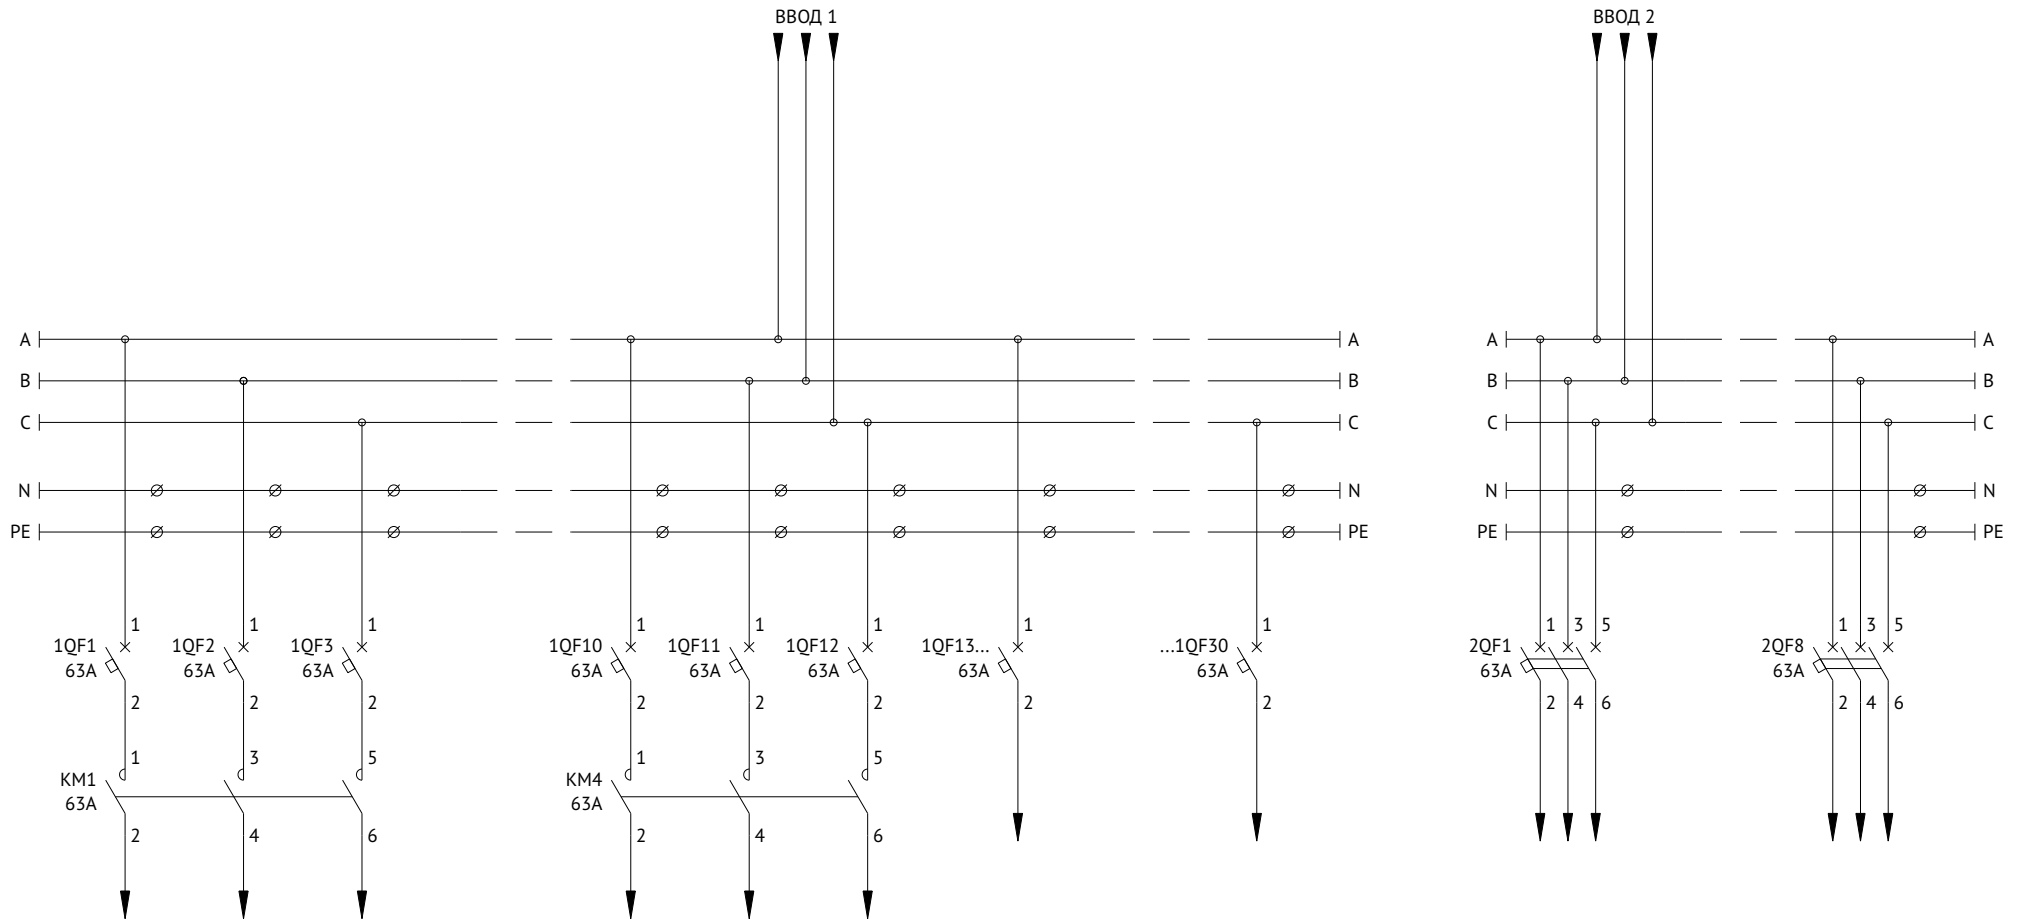 ВВОД 1
ВВОД 2
A A A A
B B B B
C C C C
N N N N
PE PE PE PE
1 1 1 1 1 1 1 1 1 3 5 1 3 5
1QF1 1QF2 1QF3 1QF10 1QF11 1QF12 1QF13... ...1QF30 2QF1 2QF8
63A 63A 63A 63A 63A 63A 63A 63A 63A 63A
2 2 2 2 2 2 2 2 2 4 6 2 4 6
1 3 5 1 3 5
KM1 KM4
63A 63A
2 4 6 2 4 6